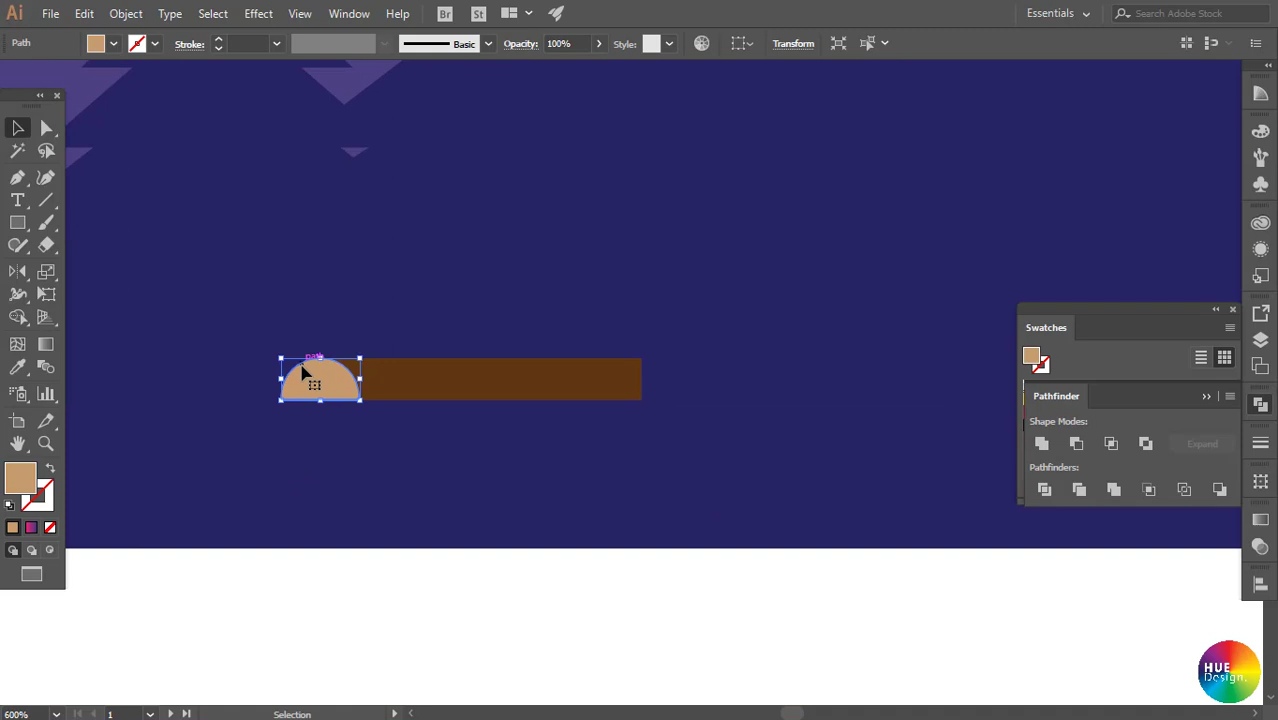 Ai File Edit Object Type Select Effect View Window Help Br St Essentials Search Adobe Stock
Path Stroke: Basic Opacity: 100% Style: Transform
Swatches
path
Pathfinder
Shape Modes:
Expand
Pathfinders:
HUE
Design.
600% 1 Selection